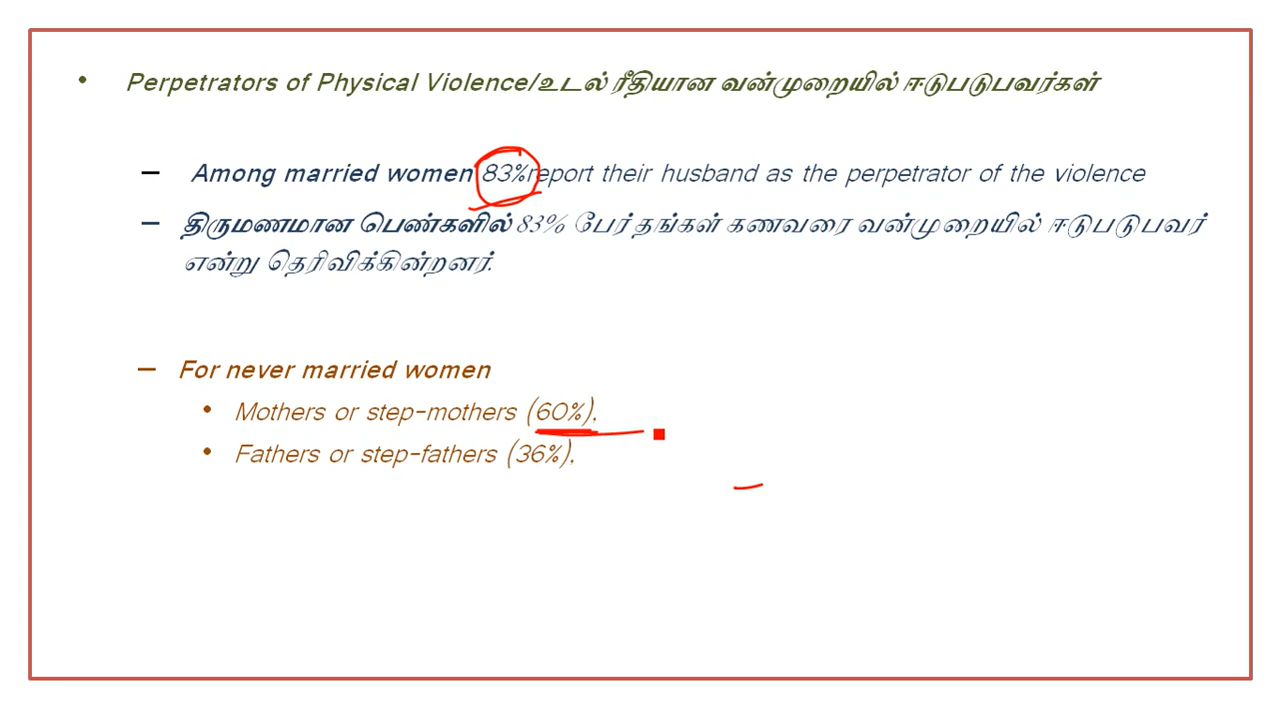 • Perpetrators of Physical Violence/உடல் ரீதியான வன்முறையில் ஈடுபடுபவர்கள்
– Among married women 83%report their husband as the perpetrator of the violence
– திருமணமான பெண்களில் 83% பேர் தங்கள் கணவரை வன்முறையில் ஈடுபடுபவர்
என்று தெரிவிக்கின்றனர்.
– For never married women
• Mothers or step-mothers (60%),
• Fathers or step-fathers (36%),